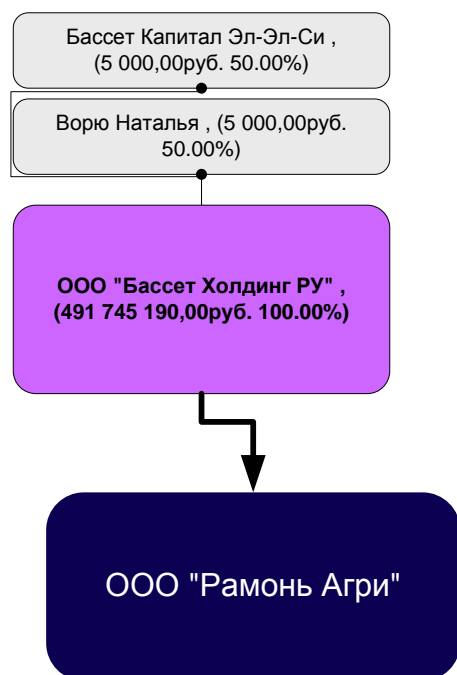 Бассет Капитал Эл-Эл-Си ,
(5 000,00руб. 50.00%)
Ворю Наталья , (5 000,00руб.
50.00%)
ООО "Бассет Холдинг РУ" ,
(491 745 190,00руб. 100.00%)
ООО "Рамонь Агри"